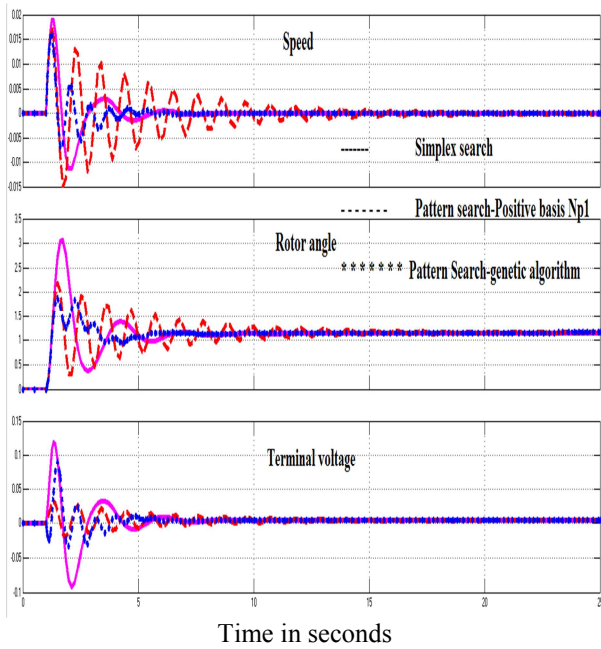 0.02
0.015
0.01
0.005
0
-0.005
-0.01
-0.015
Speed
------- Simplex search
3.5
3
2.5
2
1.5
1
0.5
0
Rotor angle
------ Pattern search-Positive basis Np1
******* Pattern Search-genetic algorithm
0.15
0.1
0.05
0
-0.05
-0.1
Terminal voltage
0 5 10 15 20 25
Time in seconds